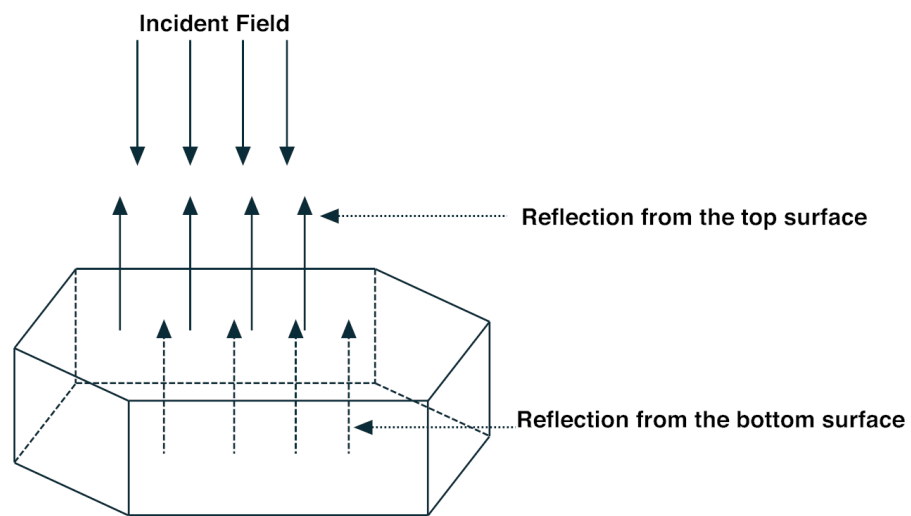 Incident Field
Reflection from the top surface
Reflection from the bottom surface